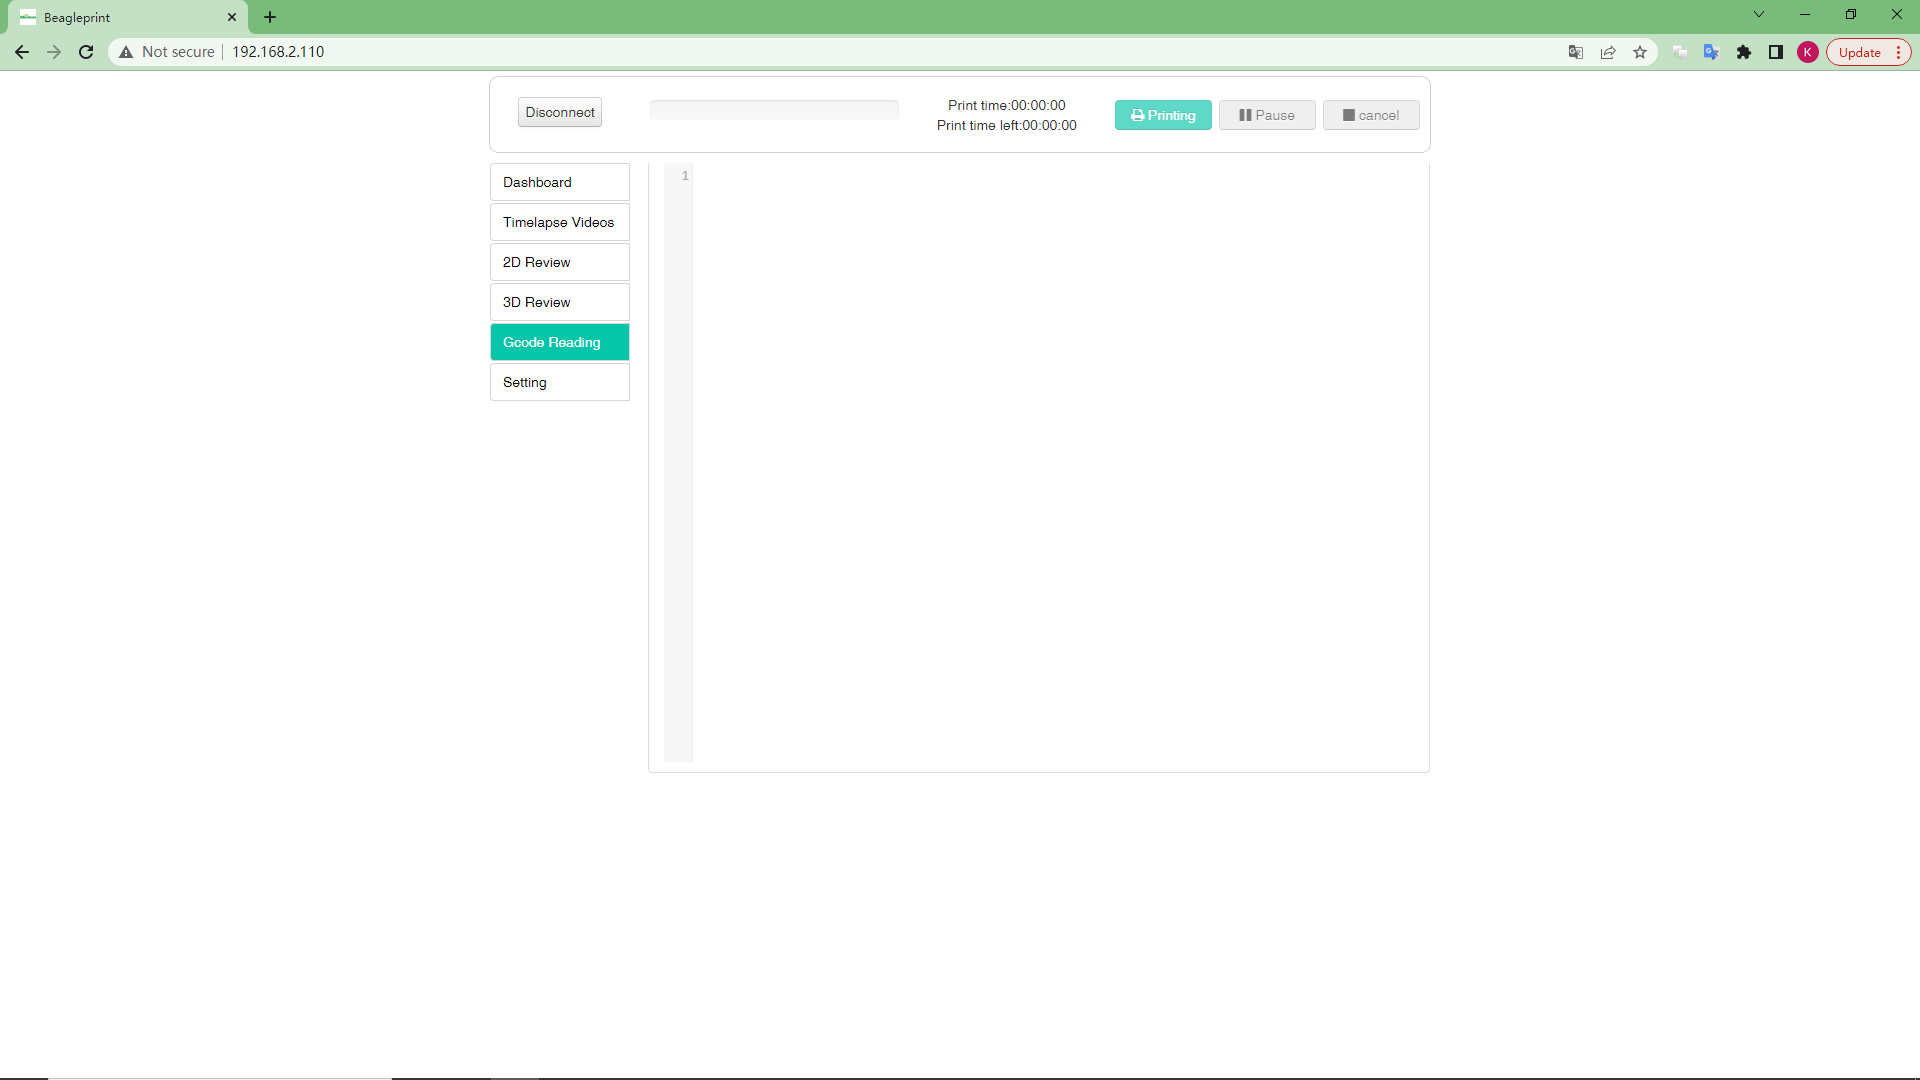 Beagleprint
Not secure
192.168.2.110
K
Update
Disconnect
Print time:00:00:00
Print time left:00:00:00
Printing
Pause
cancel
Dashboard
Timelapse Videos
2D Review
3D Review
Gcode Reading
Setting
1